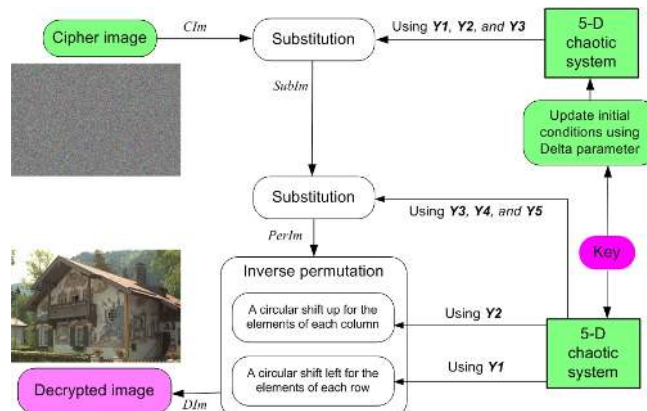 Cipher image
CIm
Substitution
Using Y1, Y2, and Y3
5-D
chaotic
system
SubIm
Update initial
conditions using
Delta parameter
Substitution
Using Y3, Y4, and Y5
PerIm
Key
Inverse permutation
A circular shift up for the
elements of each column
Using Y2
5-D
chaotic
system
A circular shift left for the
elements of each row
Using Y1
Decrypted image
DIm